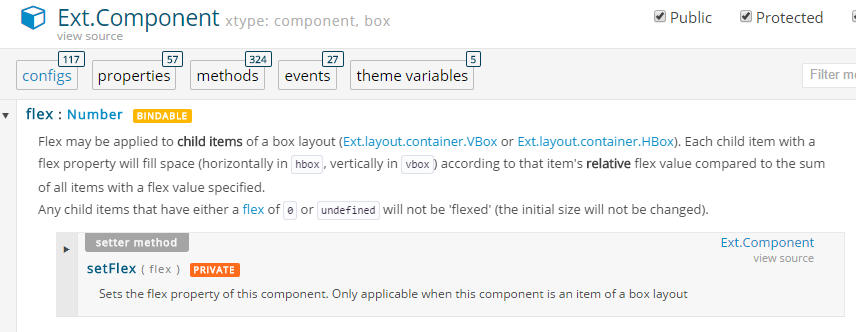 Ext.Component xtype: component, box
Public Protected
view source
117 57 324 27 5
configs properties methods events theme variables
Filter me
flex : Number BINDABLE
Flex may be applied to child items of a box layout (Ext.layout.container.VBox or Ext.layout.container.HBox). Each child item with a
flex property will fill space (horizontally in hbox, vertically in vbox) according to that item's relative flex value compared to the sum
of all items with a flex value specified.
Any child items that have either a flex of 0 or undefined will not be 'flexed' (the initial size will not be changed).
setter method
Ext.Component
view source
setFlex ( flex ) PRIVATE
Sets the flex property of this component. Only applicable when this component is an item of a box layout